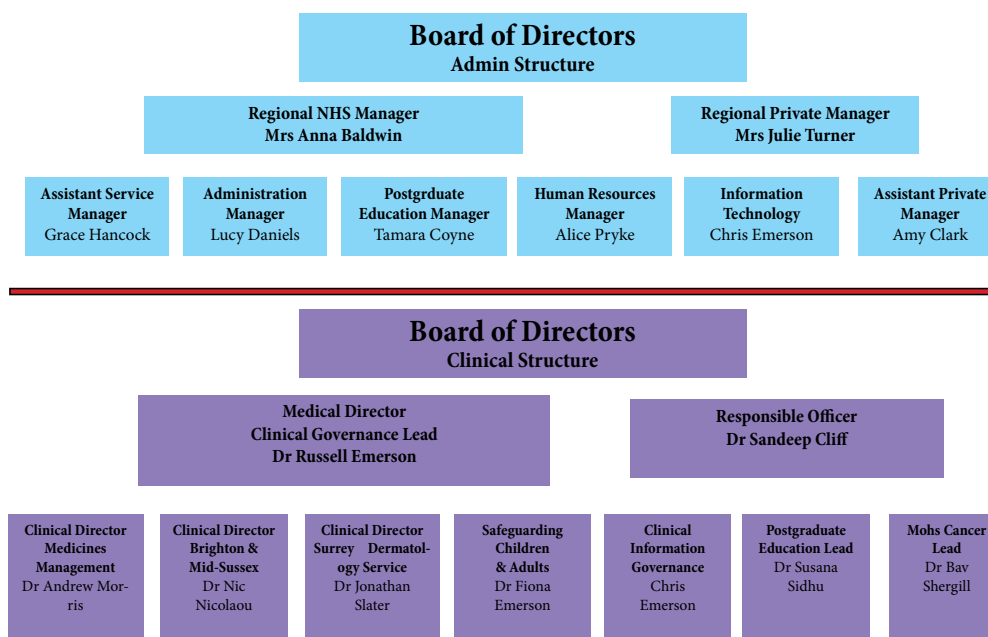 Board of Directors
Admin Structure
Regional NHS Manager
Mrs Anna Baldwin
Regional Private Manager
Mrs Julie Turner
Assistant Service
Manager
Grace Hancock
Administration
Manager
Lucy Daniels
Postgrduate
Education Manager
Tamara Coyne
Human Resources
Manager
Alice Pryke
Information
Technology
Chris Emerson
Assistant Private
Manager
Amy Clark
Board of Directors
Clinical Structure
Medical Director
Clinical Governance Lead
Dr Russell Emerson
Responsible Officer
Dr Sandeep Cliff
Clinical Director
Medicines
Management
Dr Andrew Mor-
ris
Clinical Director
Brighton &
Mid-Sussex
Dr Nic
Nicolaou
Clinical Director
Surrey Dermatol-
ogy Service
Dr Jonathan
Slater
Safeguarding
Children
& Adults
Dr Fiona
Emerson
Clinical
Information
Governance
Chris
Emerson
Postgraduate
Education Lead
Dr Susana
Sidhu
Mohs Cancer
Lead
Dr Bav
Shergill